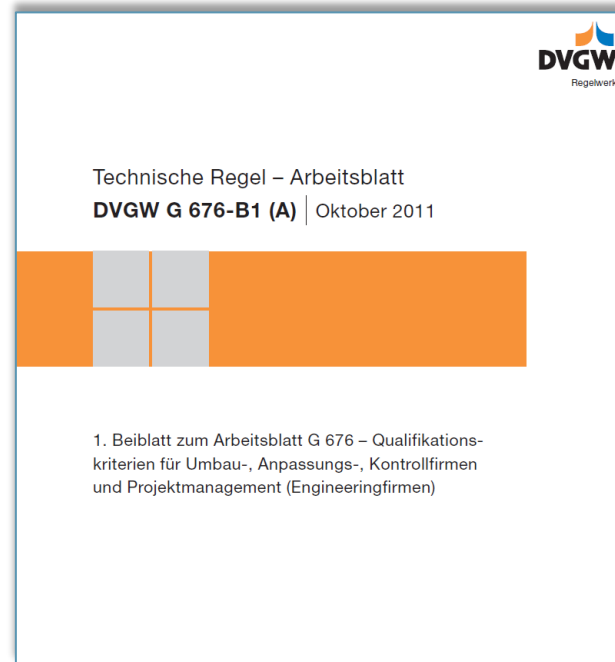 DVGW
Regelwerk
Technische Regel – Arbeitsblatt
DVGW G 676-B1 (A) | Oktober 2011
1. Beiblatt zum Arbeitsblatt G 676 – Qualifikations-
kriterien für Umbau-, Anpassungs-, Kontrollfirmen
und Projektmanagement (Engineeringfirmen)